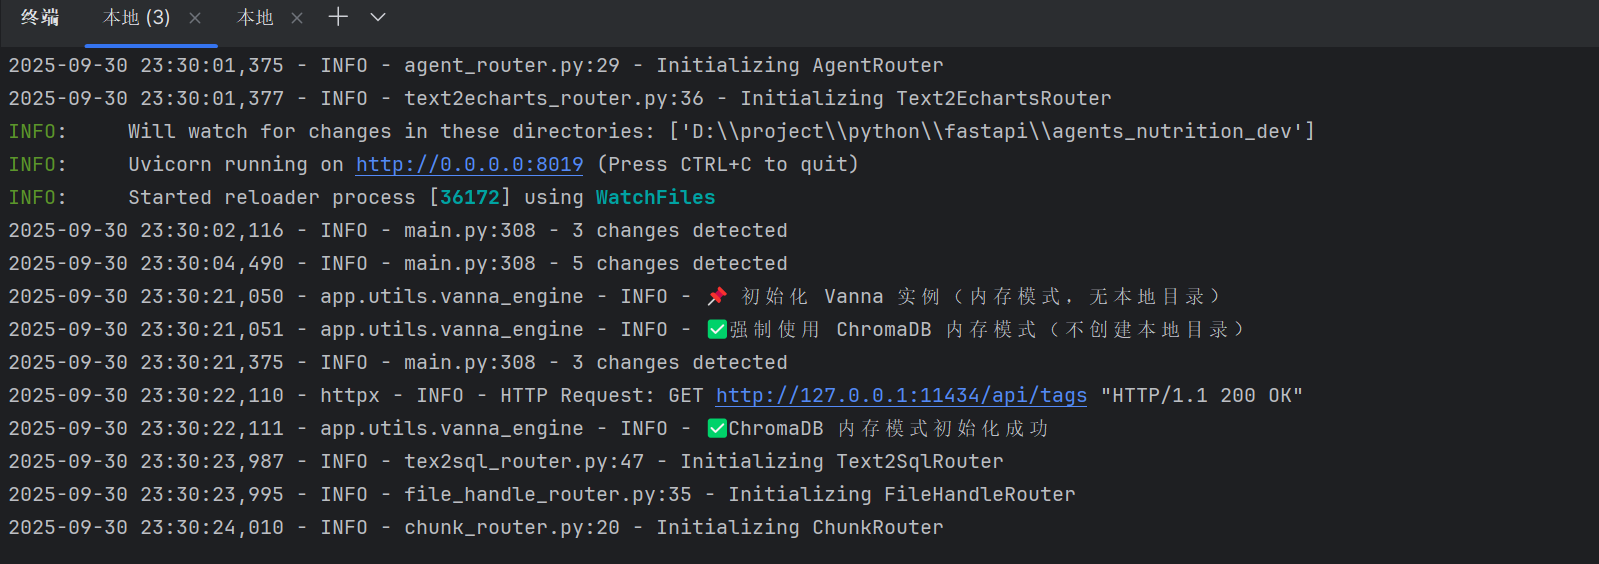 终端 本地 (3) × 本地 ×
2025-09-30 23:30:01,375 - INFO - agent_router.py:29 - Initializing AgentRouter
2025-09-30 23:30:01,377 - INFO - text2echarts_router.py:36 - Initializing Text2EchartsRouter
INFO:     Will watch for changes in these directories: ['D:\\project\\python\\fastapi\\agents_nutrition_dev']
INFO:     Uvicorn running on http://0.0.0.0:8019 (Press CTRL+C to quit)
INFO:     Started reloader process [36172] using WatchFiles
2025-09-30 23:30:02,116 - INFO - main.py:308 - 3 changes detected
2025-09-30 23:30:04,490 - INFO - main.py:308 - 5 changes detected
2025-09-30 23:30:21,050 - app.utils.vanna_engine - INFO - 📌 初始化 Vanna 实例（内存模式，无本地目录）
2025-09-30 23:30:21,051 - app.utils.vanna_engine - INFO - ✅强制使用 ChromaDB 内存模式（不创建本地目录）
2025-09-30 23:30:21,375 - INFO - main.py:308 - 3 changes detected
2025-09-30 23:30:22,110 - httpx - INFO - HTTP Request: GET http://127.0.0.1:11434/api/tags "HTTP/1.1 200 OK"
2025-09-30 23:30:22,111 - app.utils.vanna_engine - INFO - ✅ChromaDB 内存模式初始化成功
2025-09-30 23:30:23,987 - INFO - tex2sql_router.py:47 - Initializing Text2SqlRouter
2025-09-30 23:30:23,995 - INFO - file_handle_router.py:35 - Initializing FileHandleRouter
2025-09-30 23:30:24,010 - INFO - chunk_router.py:20 - Initializing ChunkRouter